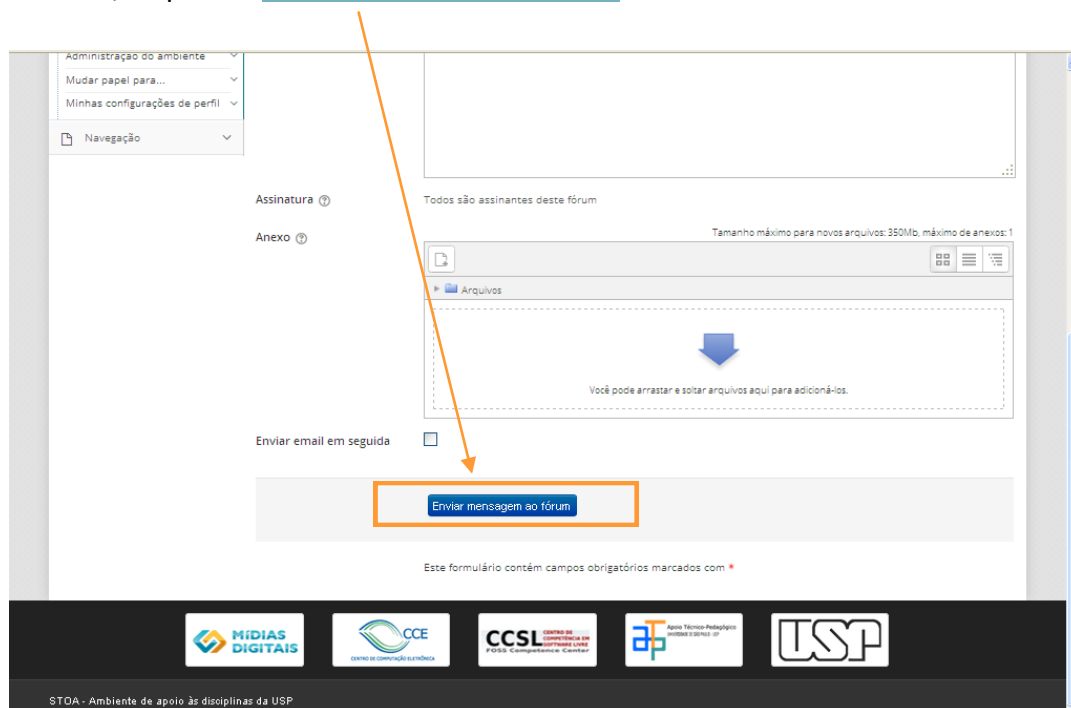 Administração do ambiente
Mudar papel para...
Minhas configurações de perfil
Navegação
Assinatura
Todos são assinantes deste fórum
Anexo
Tamanho máximo para novos arquivos: 350Mb, máximo de anexos: 1
Arquivos
Você pode arrastar e soltar arquivos aqui para adicioná-los.
Enviar email em seguida
Enviar mensagem ao fórum
Este formulário contém campos obrigatórios marcados com *
MÍDIAS
DIGITAIS
CCE
CENTRO DE COMPUTAÇÃO ELETRÔNICA
CCSL
CENTRO DE
COMPETÊNCIA EM
SOFTWARE LIVRE
FOSS Competence Center
Apoio Técnico-Pedagógico
USP
STOA - Ambiente de apoio às disciplinas da USP